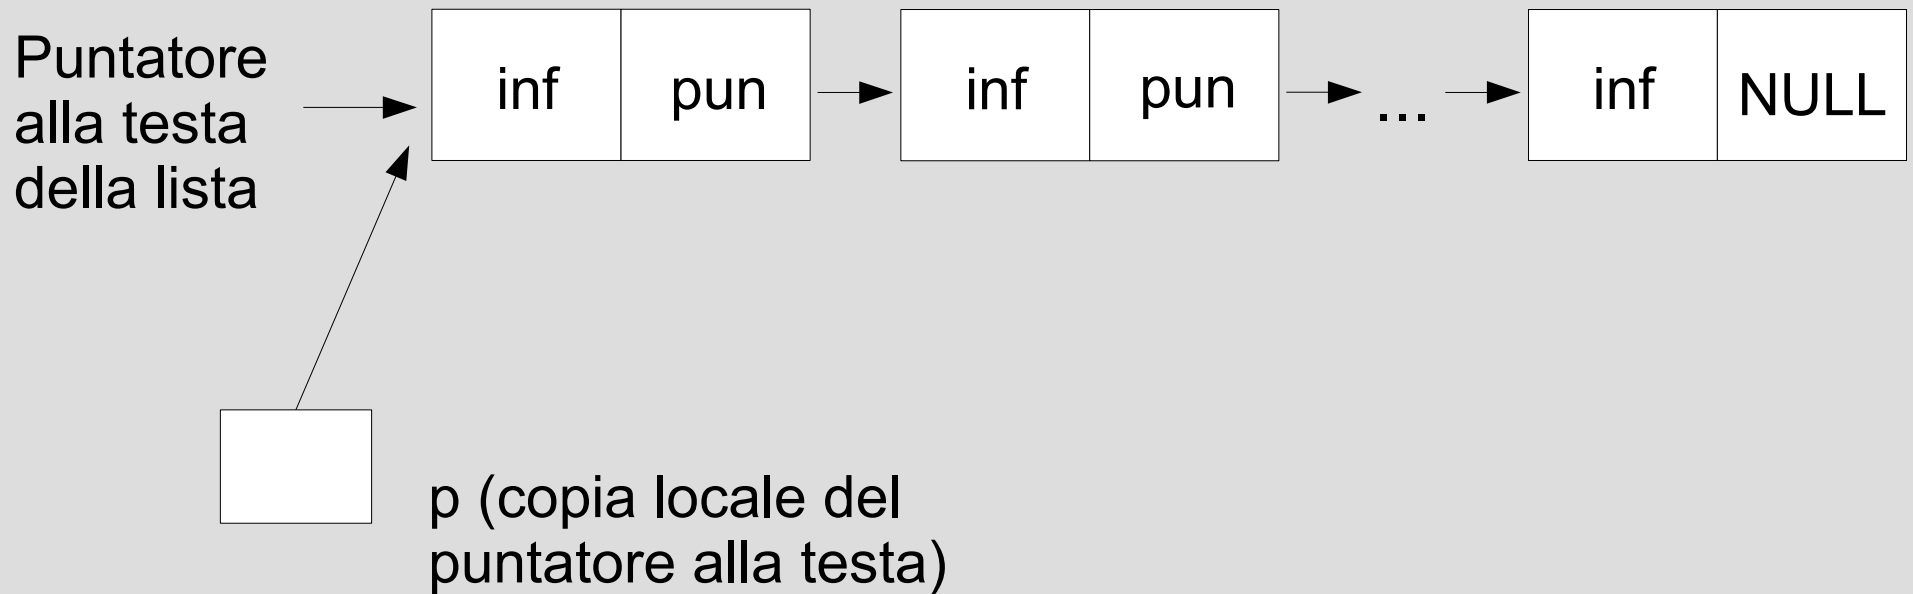 Puntatore
alla testa
della lista
inf pun inf pun ... inf NULL
p (copia locale del
puntatore alla testa)